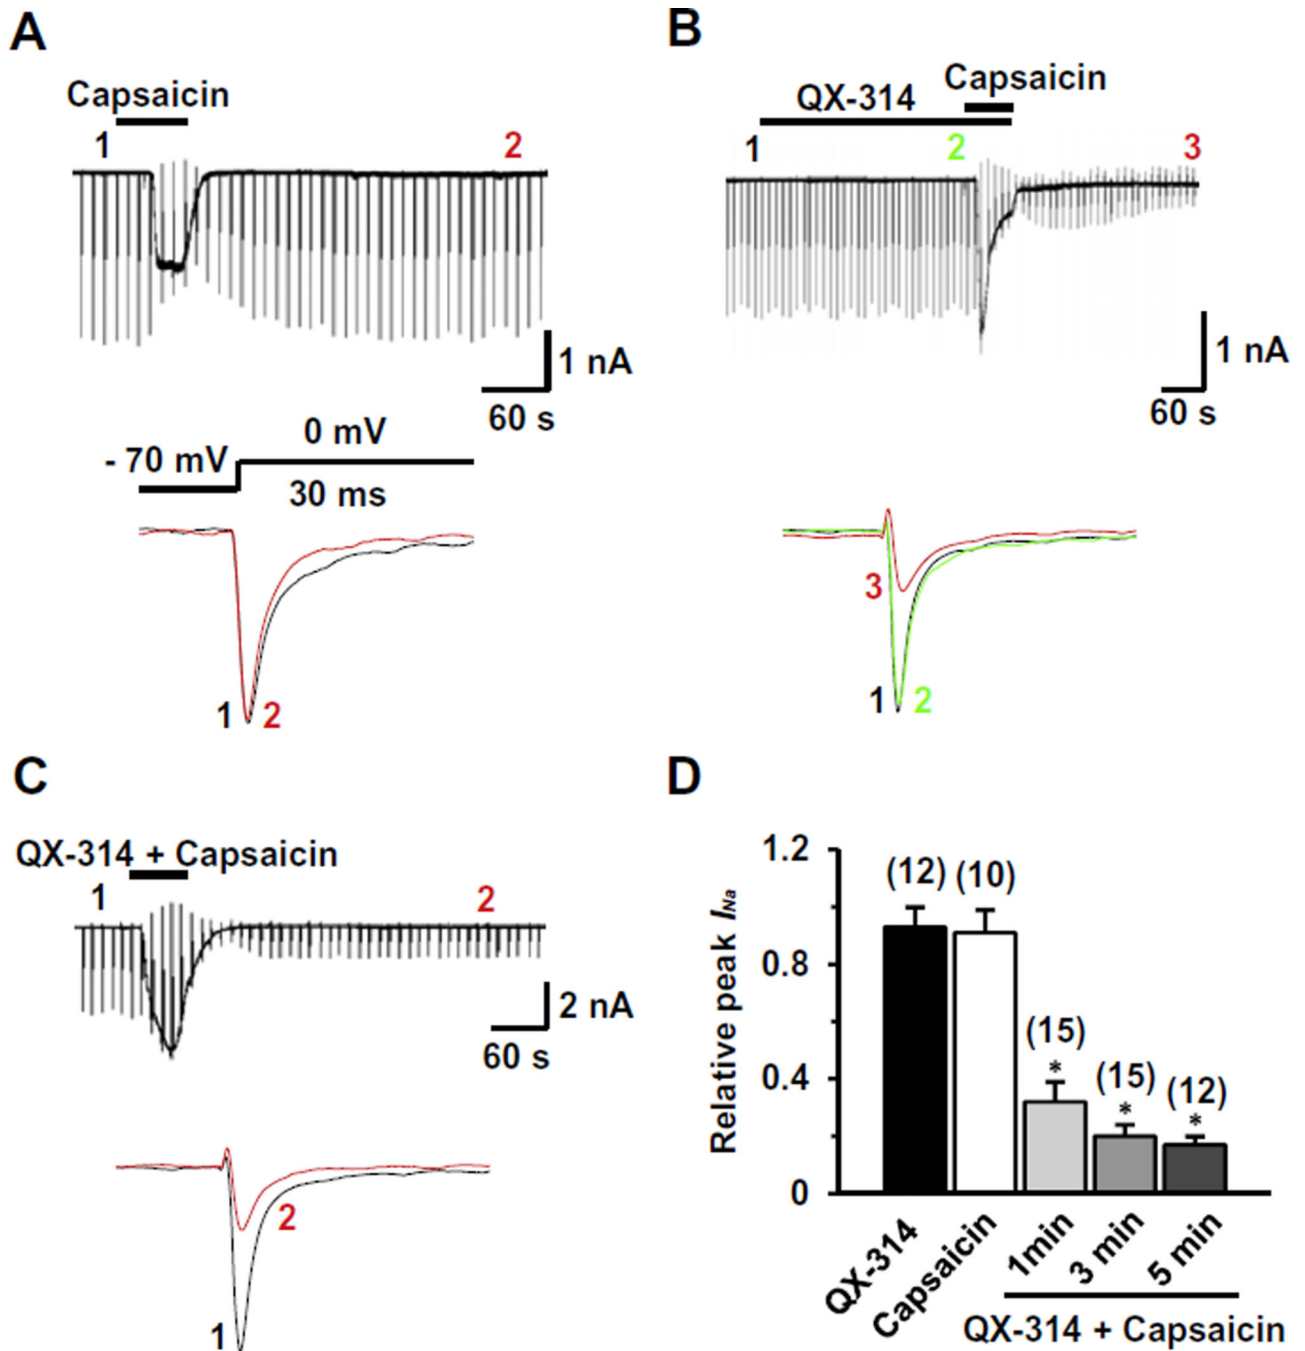 A
Capsaicin
1
2
1 nA
60 s
0 mV
- 70 mV
30 ms
1
2
B
Capsaicin
QX-314
1
2
3
1 nA
60 s
3
1
2
C
QX-314 + Capsaicin
1
2
2 nA
60 s
2
1
D
Relative peak INa
1.2
0.8
0.4
0
(12)
(10)
(15)
*
(15)
*
(12)
*
QX-314
Capsaicin
1min
3 min
5 min
QX-314 + Capsaicin